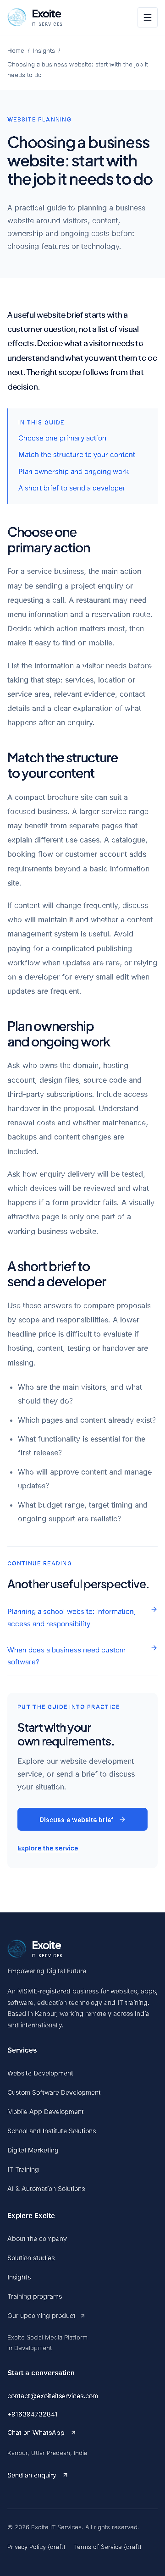 Exoite
IT SERVICES
Home / Insights /
Choosing a business website: start with the job it
needs to do
WEBSITE PLANNING
Choosing a business
website: start with
the job it needs to do
A practical guide to planning a business
website around visitors, content,
ownership and ongoing costs before
choosing features or technology.
A useful website brief starts with a
customer question, not a list of visual
effects. Decide what a visitor needs to
understand and what you want them to do
next. The right scope follows from that
decision.
IN THIS GUIDE
Choose one primary action
Match the structure to your content
Plan ownership and ongoing work
A short brief to send a developer
Choose one
primary action
For a service business, the main action
may be sending a project enquiry or
requesting a call. A restaurant may need
menu information and a reservation route.
Decide which action matters most, then
make it easy to find on mobile.
List the information a visitor needs before
taking that step: services, location or
service area, relevant evidence, contact
details and a clear explanation of what
happens after an enquiry.
Match the structure
to your content
A compact brochure site can suit a
focused business. A larger service range
may benefit from separate pages that
explain different use cases. A catalogue,
booking flow or customer account adds
requirements beyond a basic information
site.
If content will change frequently, discuss
who will maintain it and whether a content
management system is useful. Avoid
paying for a complicated publishing
workflow when updates are rare, or relying
on a developer for every small edit when
updates are frequent.
Plan ownership
and ongoing work
Ask who owns the domain, hosting
account, design files, source code and
third-party subscriptions. Include access
handover in the proposal. Understand
renewal costs and whether maintenance,
backups and content changes are
included.
Ask how enquiry delivery will be tested,
which devices will be reviewed and what
happens if a form provider fails. A visually
attractive page is only one part of a
working business website.
A short brief to
send a developer
Use these answers to compare proposals
by scope and responsibilities. A lower
headline price is difficult to evaluate if
hosting, content, testing or handover are
missing.
• Who are the main visitors, and what
should they do?
• Which pages and content already exist?
• What functionality is essential for the
first release?
• Who will approve content and manage
updates?
• What budget range, target timing and
ongoing support are realistic?
CONTINUE READING
Another useful perspective.
Planning a school website: information, →
access and responsibility
When does a business need custom →
software?
PUT THE GUIDE INTO PRACTICE
Start with your
own requirements.
Explore our website development
service, or send a brief to discuss
your situation.
Discuss a website brief →
Explore the service
Exoite
IT SERVICES
Empowering Digital Future
An MSME-registered business for websites, apps,
software, education technology and IT training.
Based in Kanpur, working remotely across India
and internationally.
Services
Website Development
Custom Software Development
Mobile App Development
School and Institute Solutions
Digital Marketing
IT Training
AI & Automation Solutions
Explore Exoite
About the company
Solution studies
Insights
Training programs
Our upcoming product ↗
Exoite Social Media Platform
In Development
Start a conversation
contact@exoiteitservices.com
+916394732841
Chat on WhatsApp ↗
Kanpur, Uttar Pradesh, India
Send an enquiry ↗
© 2026 Exoite IT Services. All rights reserved.
Privacy Policy (draft) Terms of Service (draft)